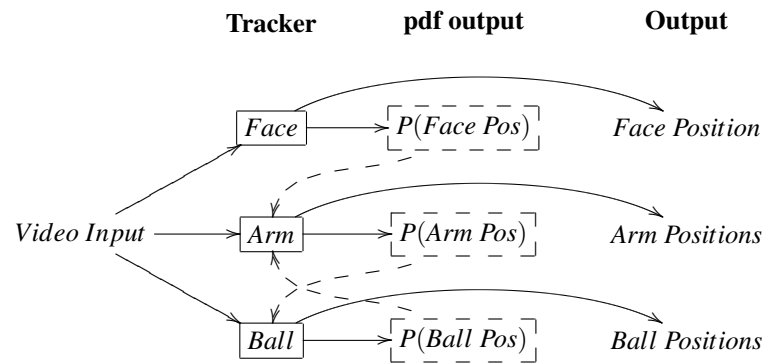 Tracker pdf output Output
Face P(Face Pos) Face Position
Video Input Arm P(Arm Pos) Arm Positions
Ball P(Ball Pos) Ball Positions